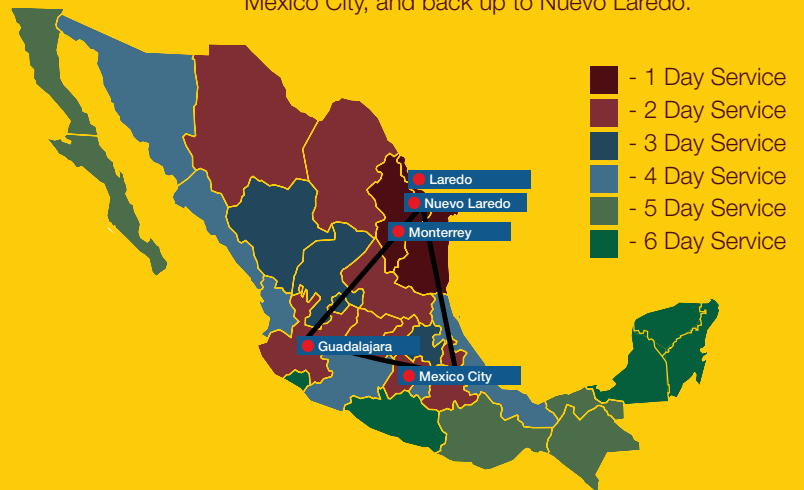 Mexico City, and back up to Nuevo Laredo.
- 1 Day Service
- 2 Day Service
- 3 Day Service
- 4 Day Service
- 5 Day Service
- 6 Day Service
Laredo
Nuevo Laredo
Monterrey
Guadalajara
Mexico City